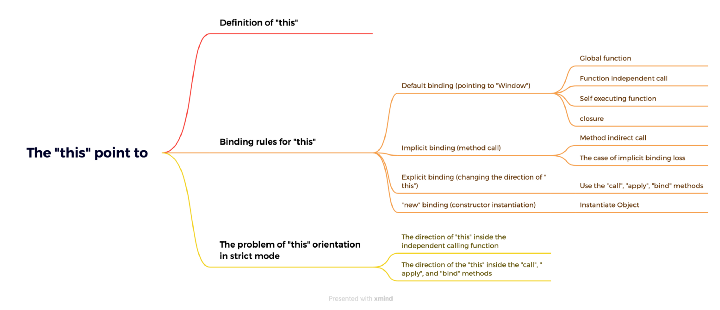 The "this" point to
Definition of "this"
Binding rules for "this"
Default binding (pointing to "Window")
Global function
Function independent call
Self executing function
closure
Implicit binding (method call)
Method indirect call
The case of implicit binding loss
Explicit binding (changing the direction of "
this")
Use the "call", "apply", "bind" methods
"new" binding (constructor instantiation)
Instantiate Object
The problem of "this" orientation
in strict mode
The direction of "this" inside the
independent calling function
The direction of the "this" inside the "call", "
apply", and "bind" methods
Presented with xmind